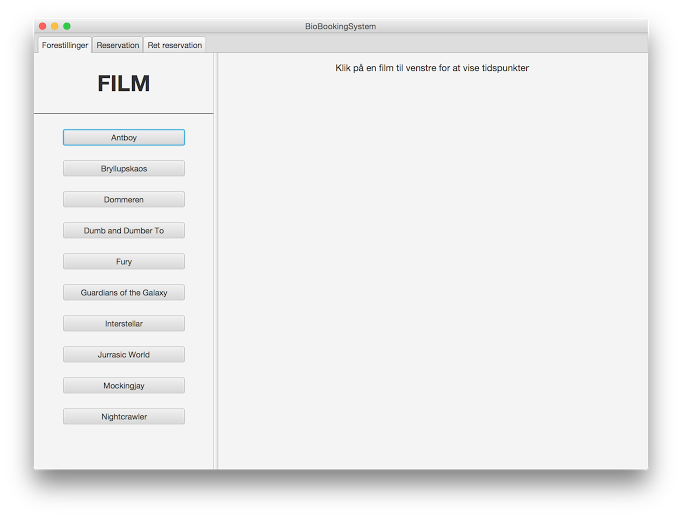 BioBookingSystem
Forestillinger Reservation Ret reservation
FILM
Klik på en film til venstre for at vise tidspunkter
Antboy
Bryllupskaos
Dommeren
Dumb and Dumber To
Fury
Guardians of the Galaxy
Interstellar
Jurrasic World
Mockingjay
Nightcrawler